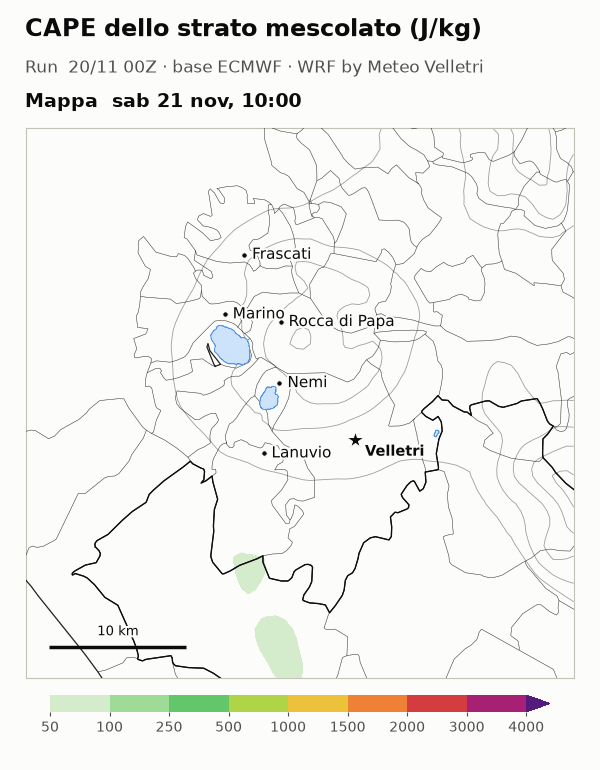 CAPE dello strato mescolato (J/kg)
Run  20/11 00Z · base ECMWF · WRF by Meteo Velletri
Mappa  sab 21 nov, 10:00
Frascati
Marino
Rocca di Papa
Nemi
Velletri
Lanuvio
10 km
50 100 250 500 1000 1500 2000 3000 4000